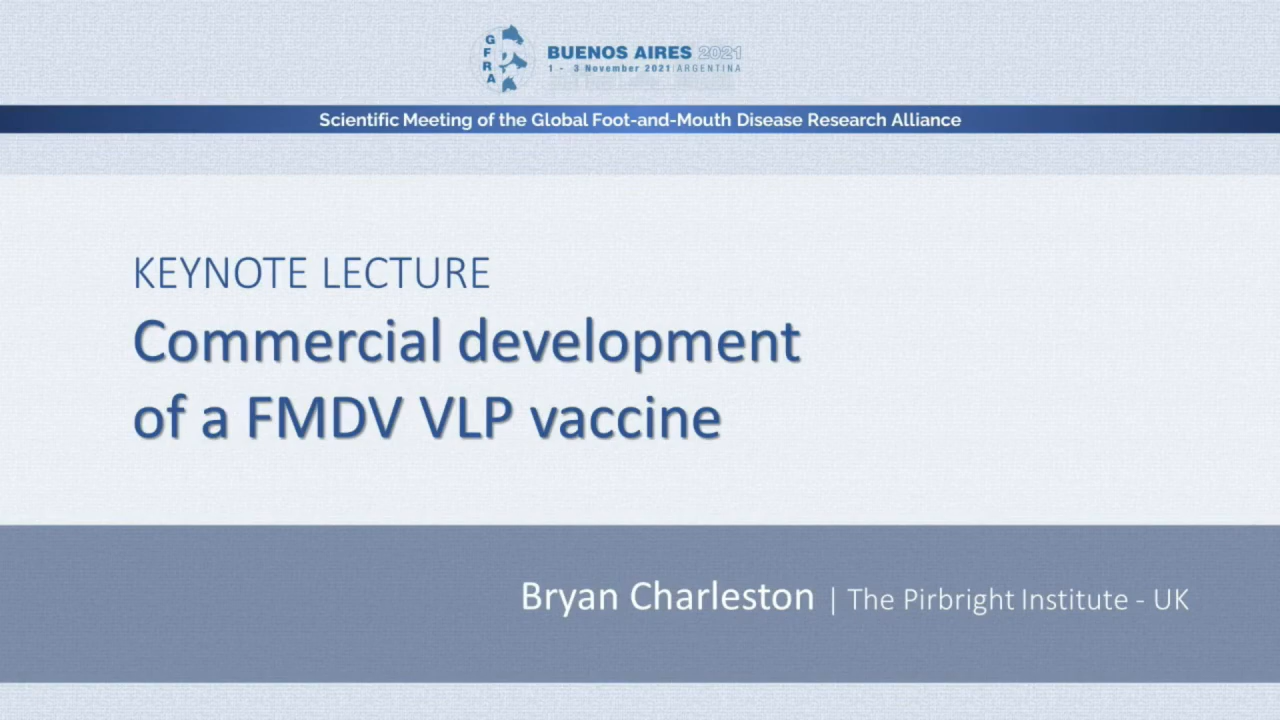 GFRA
BUENOS AIRES 2021
1 - 3 November 2021 ARGENTINA
Scientific Meeting of the Global Foot-and-Mouth Disease Research Alliance
KEYNOTE LECTURE
Commercial development
of a FMDV VLP vaccine
Bryan Charleston | The Pirbright Institute - UK